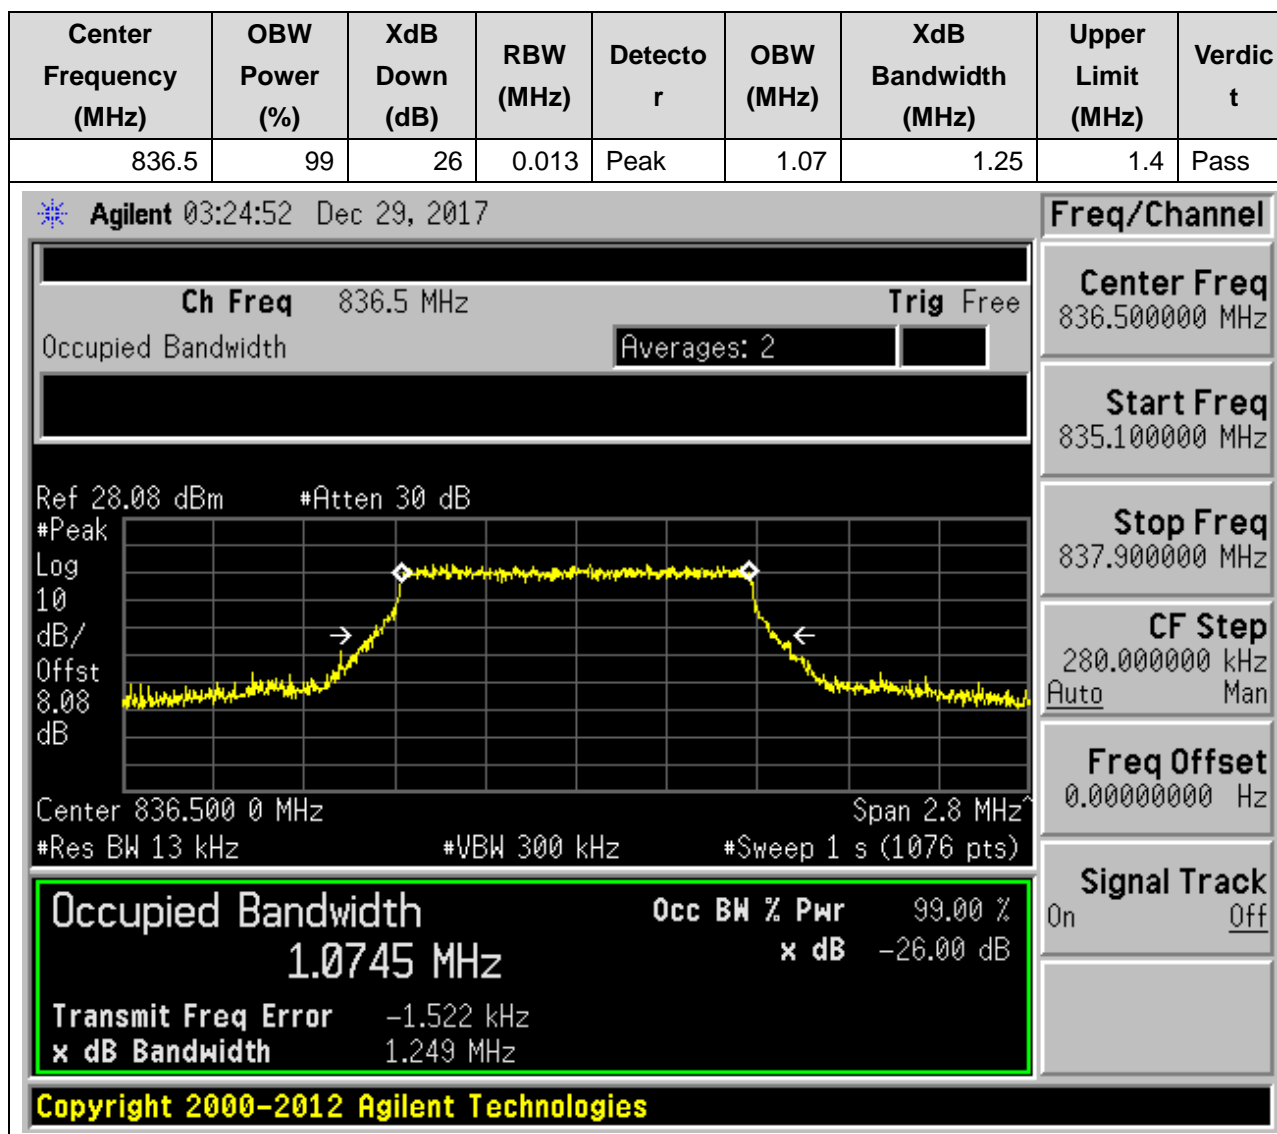 Center Frequency (MHz) OBW Power (%) XdB Down (dB) RBW (MHz) Detector OBW (MHz) XdB Bandwidth (MHz) Upper Limit (MHz) Verdict
836.5 99 26 0.013 Peak 1.07 1.25 1.4 Pass
Agilent 03:24:52 Dec 29, 2017
Freq/Channel
Ch Freq 836.5 MHz Trig Free
Occupied Bandwidth Averages: 2
Center Freq
836.500000 MHz
Start Freq
835.100000 MHz
Stop Freq
837.900000 MHz
CF Step
280.000000 kHz
Auto Man
Freq Offset
0.00000000 Hz
Signal Track
On Off
Ref 28.08 dBm #Atten 30 dB
#Peak
Log
10
dB/
Offst
8.08
dB
Center 836.500 0 MHz Span 2.8 MHz^
#Res BW 13 kHz #VBW 300 kHz #Sweep 1 s (1076 pts)
Occupied Bandwidth
1.0745 MHz
Occ BW % Pwr 99.00 %
x dB -26.00 dB
Transmit Freq Error -1.522 kHz
x dB Bandwidth 1.249 MHz
Copyright 2000-2012 Agilent Technologies